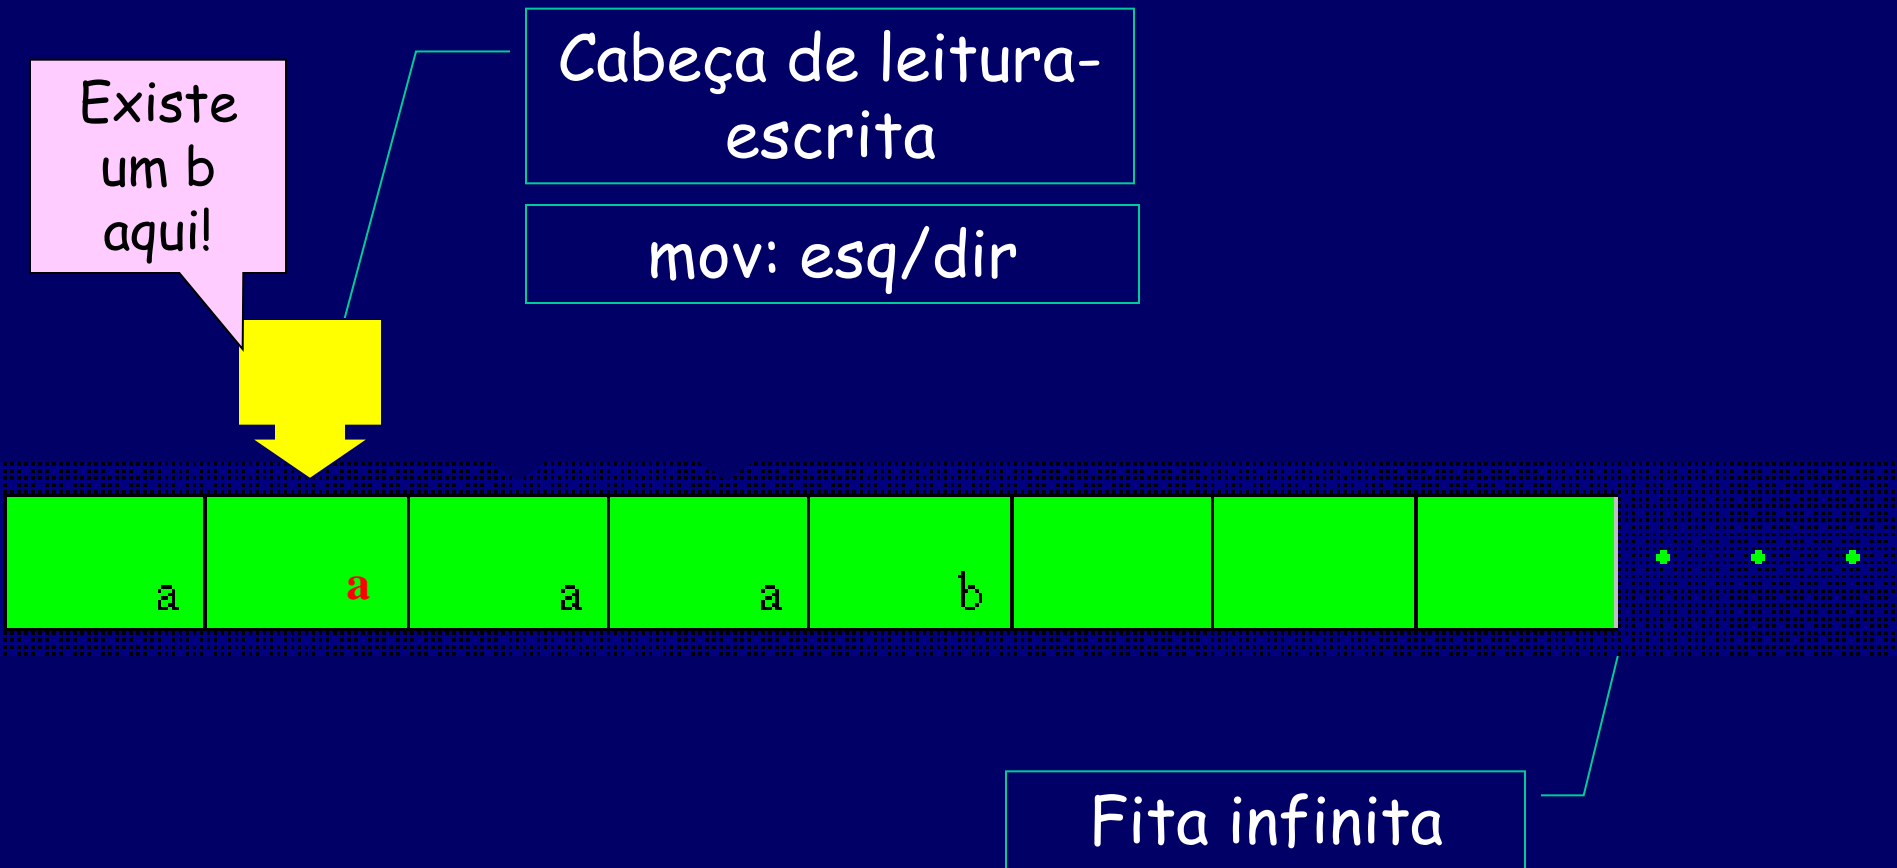 Cabeça de leitura-
escrita
Existe
um b
aqui!
mov: esq/dir
a a a a b
Fita infinita